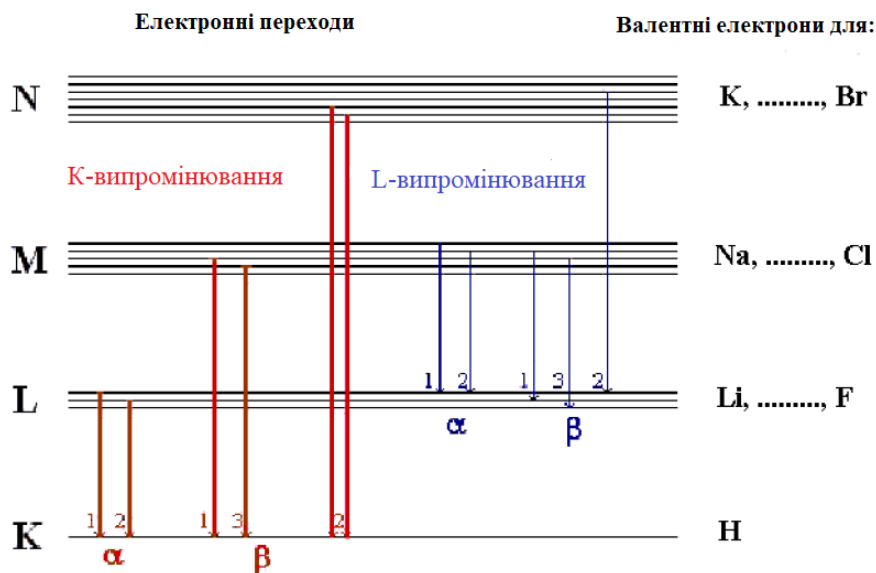 Електронні переходи
Валентні електрони для:
N
K, ........., Br
К-випромінювання
L-випромінювання
M
Na, ........., Cl
1 2 1 3 2
L
Li, ........., F
α β
1 2 1 3 2
K
H
α β